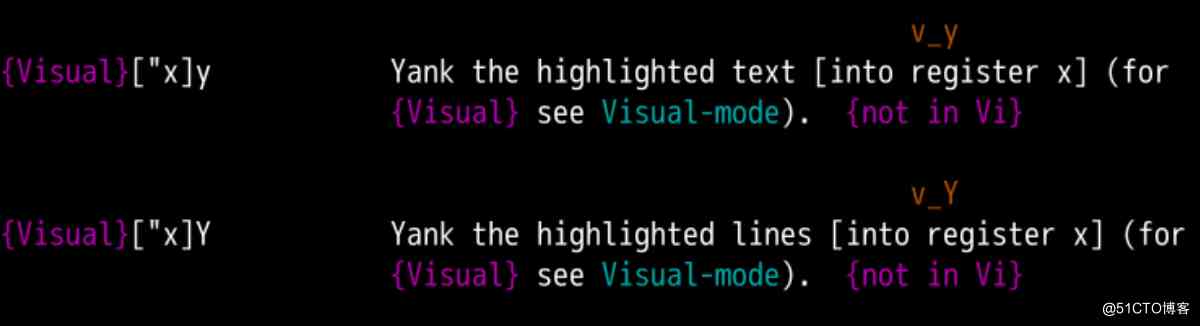 v_y
{Visual}["x]y Yank the highlighted text [into register x] (for
{Visual} see Visual-mode). {not in Vi}
v_Y
{Visual}["x]Y Yank the highlighted lines [into register x] (for
{Visual} see Visual-mode). {not in Vi}
@51CTO博客